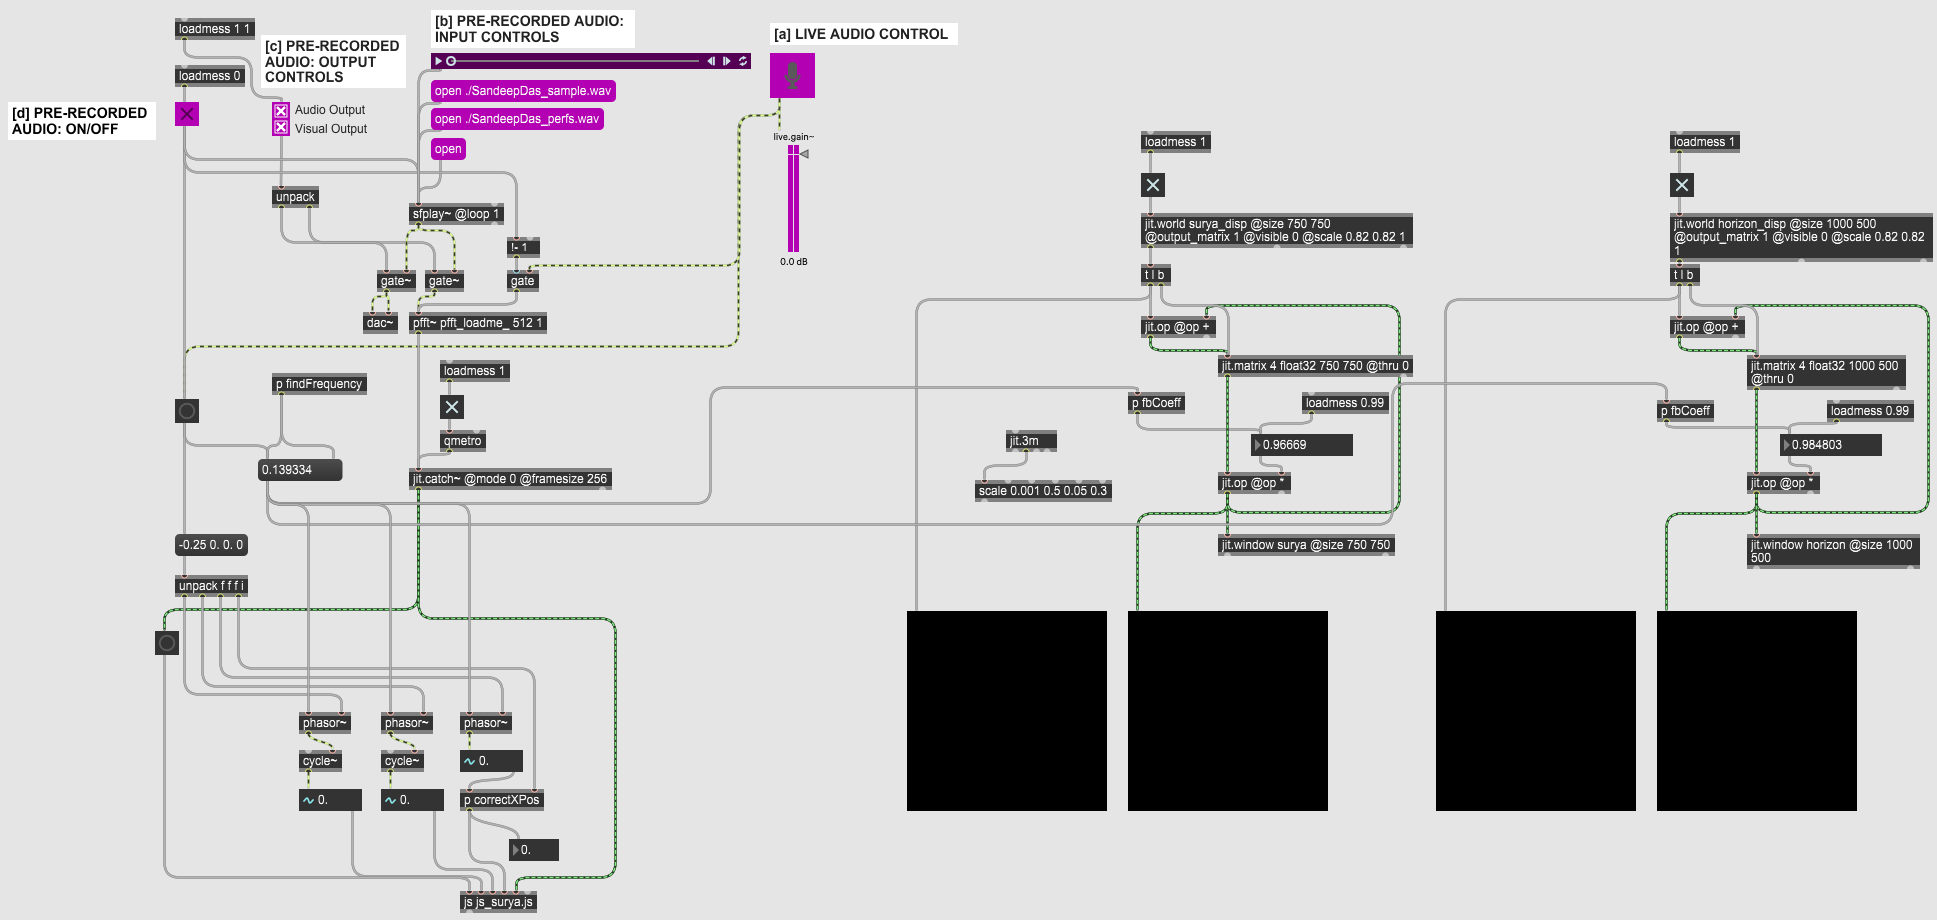 loadmess 1 1
[b] PRE-RECORDED AUDIO:
INPUT CONTROLS
[a] LIVE AUDIO CONTROL
[c] PRE-RECORDED
AUDIO: OUTPUT
CONTROLS
loadmess 0
open ./SandeepDas_sample.wav
[d] PRE-RECORDED
AUDIO: ON/OFF
Audio Output
Visual Output
open ./SandeepDas_perfs.wav
open
live.gain~
0.0 dB
unpack
sfplay~ @loop 1
!- 1
gate~
gate~
gate
dac~
pfft~ pfft_loadme_ 512 1
loadmess 1
p findFrequency
qmetro
0.139334
jit.catch~ @mode 0 @framesize 256
-0.25 0. 0. 0
unpack f f f i
phasor~
phasor~
phasor~
cycle~
cycle~
0.
0.
0.
p correctXPos
0.
js js_surya.js
jit.3m
scale 0.001 0.5 0.05 0.3
loadmess 1
jit.world surya_disp @size 750 750
@output_matrix 1 @visible 0 @scale 0.82 0.82 1
t l b
jit.op @op +
jit.matrix 4 float32 750 750 @thru 0
p fbCoeff
loadmess 0.99
0.96669
jit.op @op *
jit.window surya @size 750 750
loadmess 1
jit.world horizon_disp @size 1000 500
@output_matrix 1 @visible 0 @scale 0.82 0.82
1
t l b
jit.op @op +
jit.matrix 4 float32 1000 500
@thru 0
p fbCoeff
loadmess 0.99
0.984803
jit.op @op *
jit.window horizon @size 1000
500